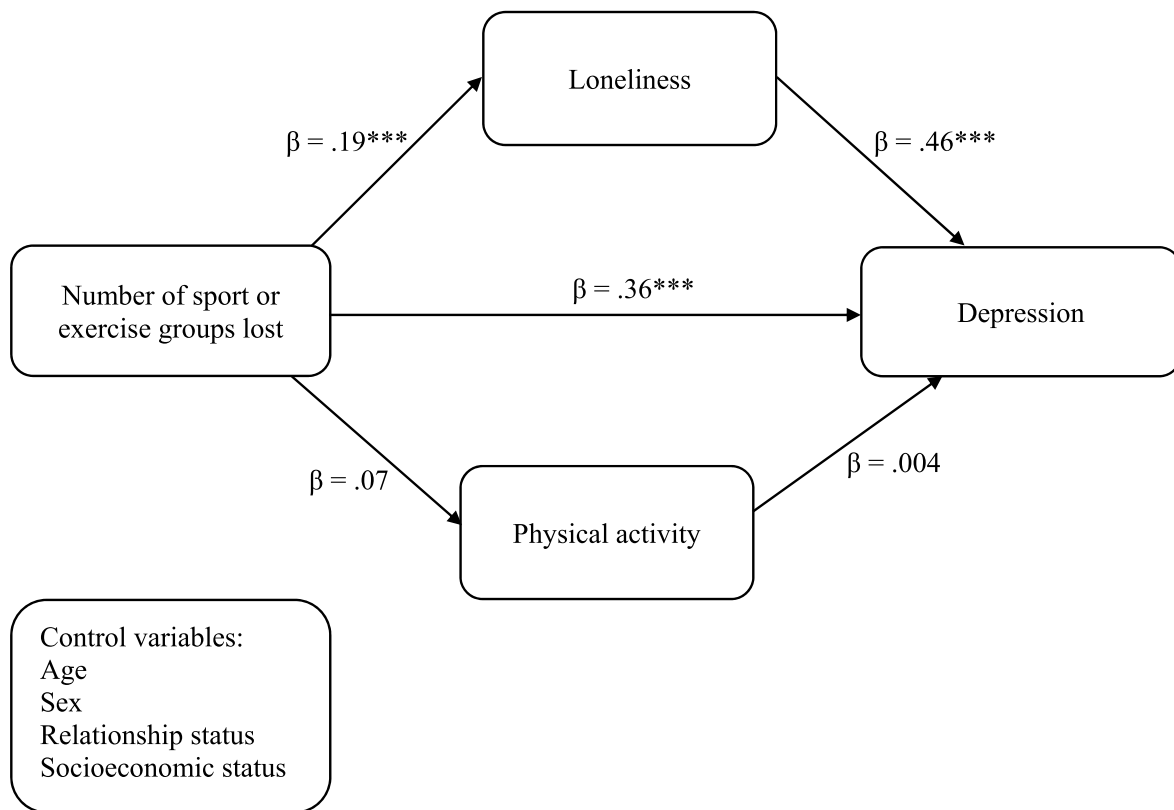 Loneliness
β = .19***
β = .46***
Number of sport or
exercise groups lost
β = .36***
Depression
β = .07
β = .004
Physical activity
Control variables:
Age
Sex
Relationship status
Socioeconomic status